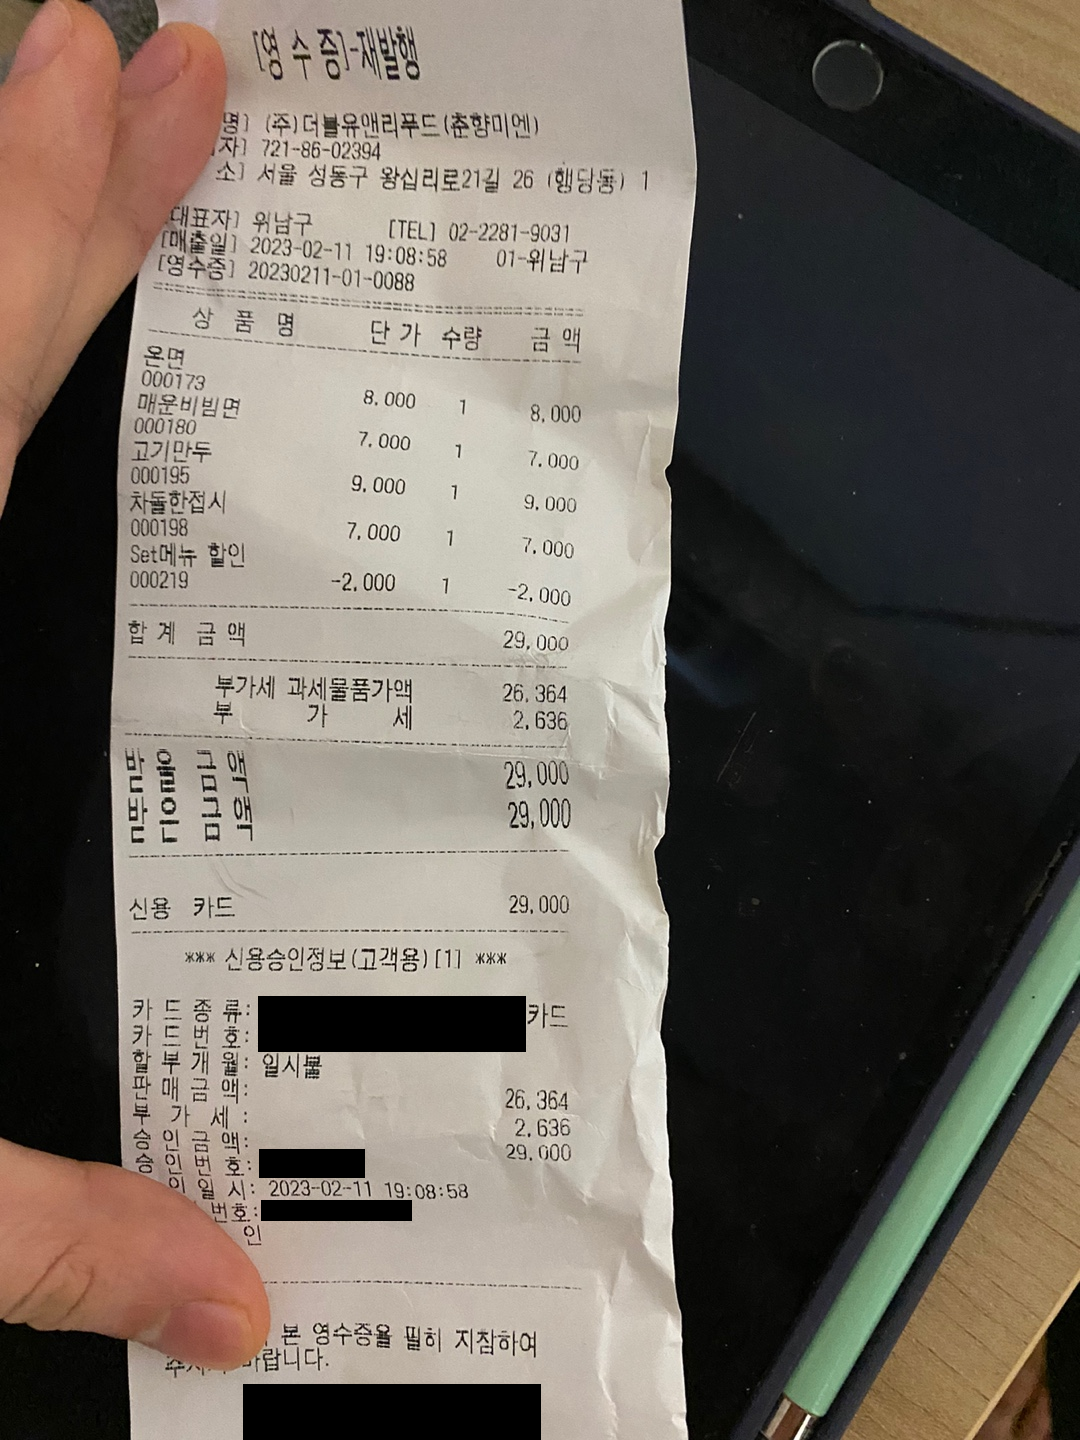 [영수증]-재발행
명] (주)더블유앤리푸드(춘향미엔)
자] 721-86-02394
소] 서울 성동구 왕십리로21길 26 (행당동) 1
대표자] 위남구 [TEL] 02-2281-9031
[매출일] 2023-02-11 19:08:58 01-위남구
[영수증] 20230211-01-0088
상 품 명 단 가 수량 금 액
온면
000173 8,000 1 8,000
매운비빔면
000180 7,000 1 7,000
고기만두
000195 9,000 1 9,000
차돌한접시
000198 7,000 1 7,000
Set메뉴 할인
000219 -2,000 1 -2,000
합 계 금 액 29,000
부가세 과세물품가액 26,364
부 가 세 2,636
받 을 금 액 29,000
받 은 금 액 29,000
신용 카드 29,000
*** 신용승인정보(고객용)[1] ***
카 드 종 류: 카드
카 드 번 호:
할 부 개 월: 일시불
판 매 금 액: 26,364
부 가 세 : 2,636
승 인 금 액: 29,000
승 인 번 호:
인 일 시: 2023-02-11 19:08:58
번호:
인
본 영수증을 필히 지참하여
바랍니다.